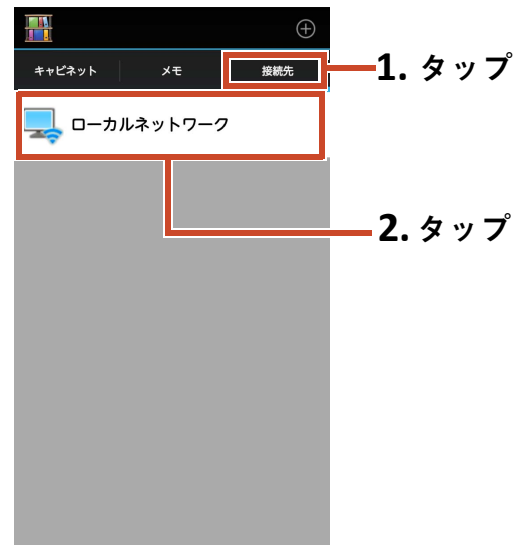 キャビネット メモ 接続先
1. タップ
ローカルネットワーク
2. タップ